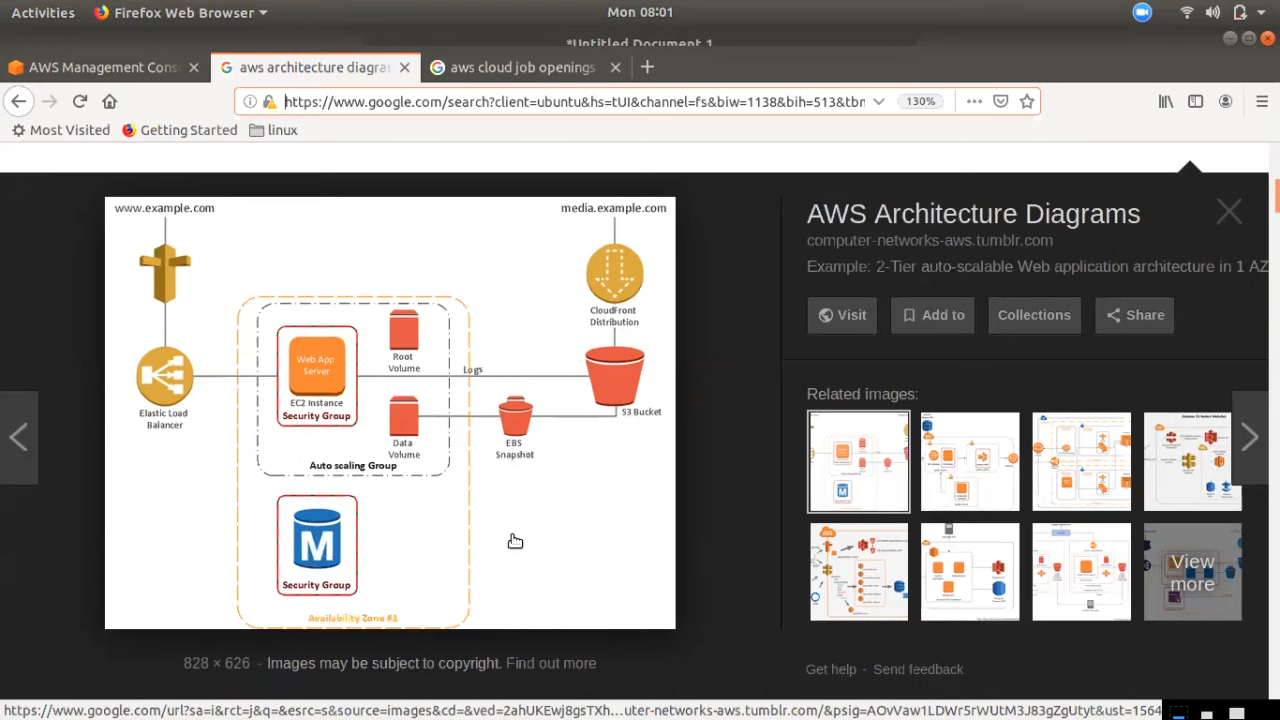 Activities
Firefox Web Browser
Mon 08:01
*Untitled Document 1
AWS Management Cons
aws architecture diagra
aws cloud job openings
https://www.google.com/search?client=ubuntu&hs=tUI&channel=fs&biw=1138&bih=513&tbn
130%
Most Visited
Getting Started
linux
www.example.com
media.example.com
CloudFront
Distribution
Web App
Server
EC2 Instance
Security Group
Root
Volume
Logs
Elastic Load
Balancer
S3 Bucket
Data
Volume
EBS
Snapshot
Auto scaling Group
M
Security Group
Availability Zone #1
828 × 626 - Images may be subject to copyright. Find out more
AWS Architecture Diagrams
computer-networks-aws.tumblr.com
Example: 2-Tier auto-scalable Web application architecture in 1 AZ
Visit
Add to
Collections
Share
Related images:
View
more
Get help - Send feedback
https://www.google.com/url?sa=i&rct=j&q=&esrc=s&source=images&cd=&ved=2ahUKEwj8gsTXh…uter-networks-aws.tumblr.com/&psig=AOvVaw1LDWr5rWUtM3J83gZgUtyt&ust=1564